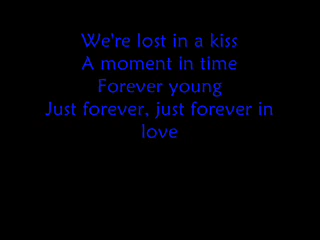 We're lost in a kiss
A moment in time
Forever young
Just forever, just forever in
love